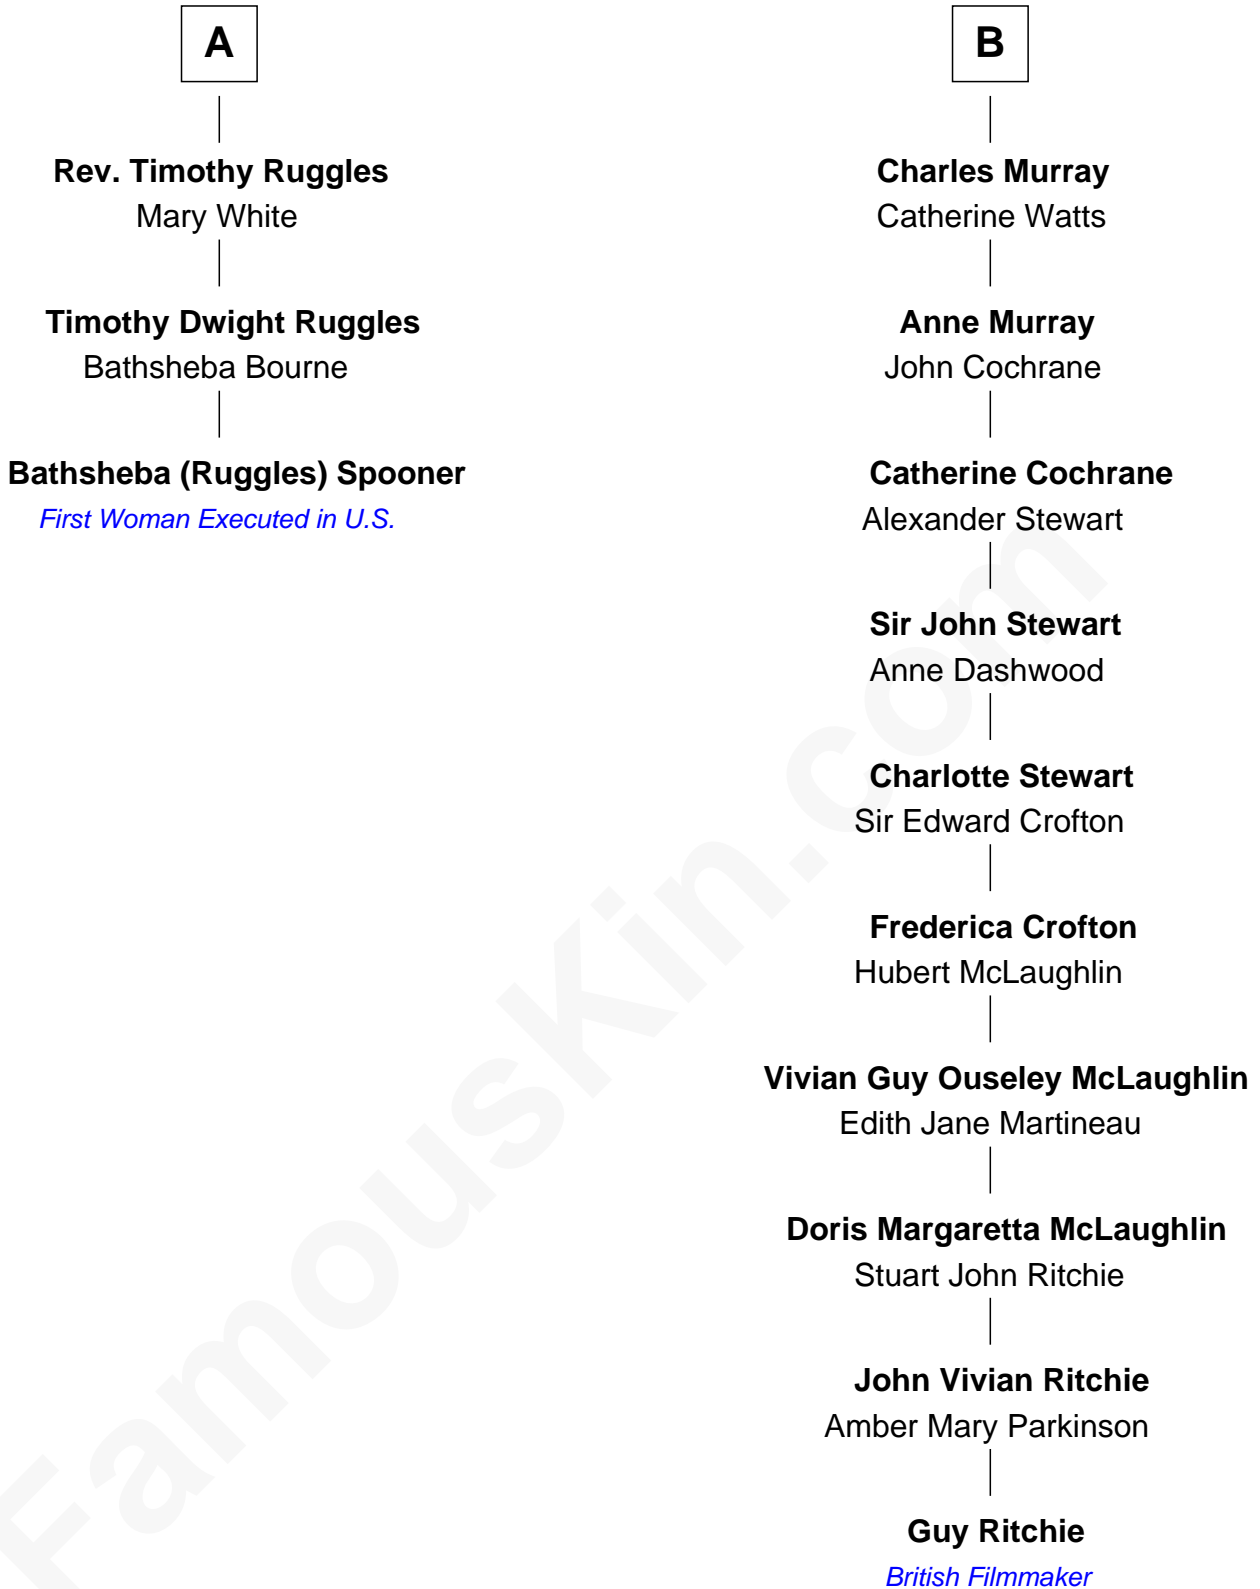 A
Rev. Timothy Ruggles
Mary White
Timothy Dwight Ruggles
Bathsheba Bourne
Bathsheba (Ruggles) Spooner
First Woman Executed in U.S.
B
Charles Murray
Catherine Watts
Anne Murray
John Cochrane
Catherine Cochrane
Alexander Stewart
Sir John Stewart
Anne Dashwood
Charlotte Stewart
Sir Edward Crofton
Frederica Crofton
Hubert McLaughlin
Vivian Guy Ouseley McLaughlin
Edith Jane Martineau
Doris Margaretta McLaughlin
Stuart John Ritchie
John Vivian Ritchie
Amber Mary Parkinson
Guy Ritchie
British Filmmaker
FamousKin.com